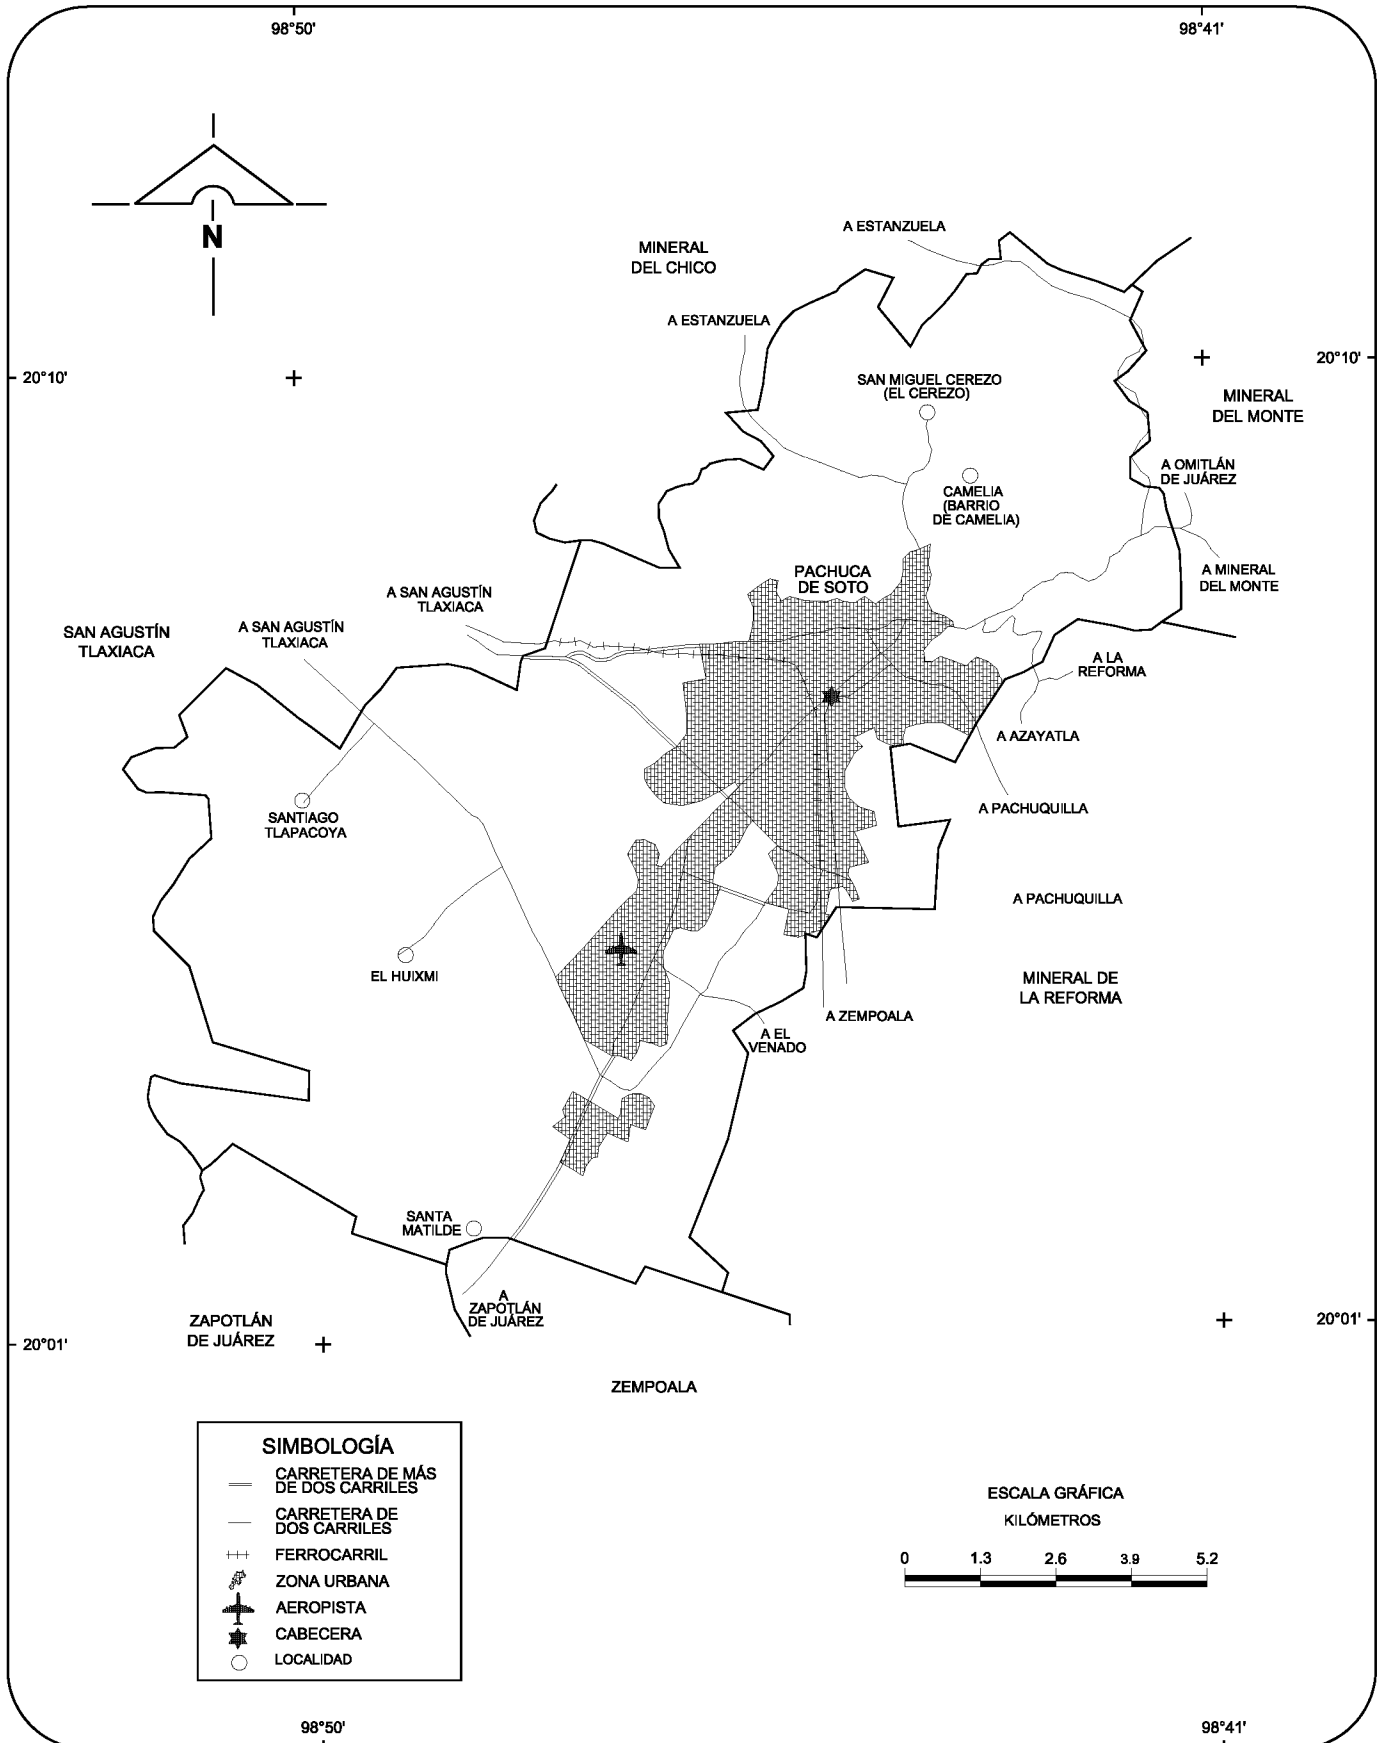 98°50'
98°41'
N
A ESTANZUELA
MINERAL
DEL CHICO
A ESTANZUELA
20°10'
20°10'
SAN MIGUEL CEREZO
(EL CEREZO)
MINERAL
DEL MONTE
A OMITLÁN
DE JUÁREZ
CAMELIA
(BARRIO
DE CAMELIA)
A MINERAL
DEL MONTE
PACHUCA
DE SOTO
A SAN AGUSTÍN
TLAXIACA
A SAN AGUSTÍN
TLAXIACA
SAN AGUSTÍN
TLAXIACA
A LA
REFORMA
A AZAYATLA
A PACHUQUILLA
SANTIAGO
TLAPACOYA
A PACHUQUILLA
EL HUIXMI
MINERAL DE
LA REFORMA
A ZEMPOALA
A EL
VENADO
SANTA
MATILDE
A
ZAPOTLÁN
DE JUÁREZ
ZAPOTLÁN
DE JUÁREZ
20°01'
20°01'
ZEMPOALA
SIMBOLOGÍA
CARRETERA DE MÁS
DE DOS CARRILES
CARRETERA DE
DOS CARRILES
FERROCARRIL
ZONA URBANA
AEROPISTA
CABECERA
LOCALIDAD
ESCALA GRÁFICA
KILÓMETROS
0 1.3 2.6 3.9 5.2
98°50'
98°41'